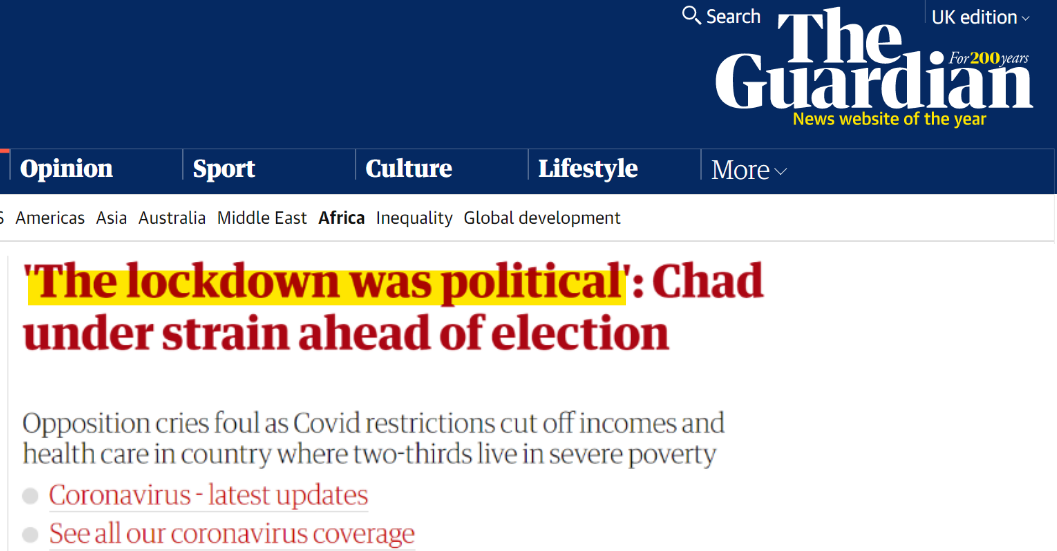 Search
UK edition
The
Guardian
For 200 years
News website of the year
Opinion Sport Culture Lifestyle More
S Americas Asia Australia Middle East Africa Inequality Global development
'The lockdown was political': Chad
under strain ahead of election
Opposition cries foul as Covid restrictions cut off incomes and
health care in country where two-thirds live in severe poverty
Coronavirus - latest updates
See all our coronavirus coverage